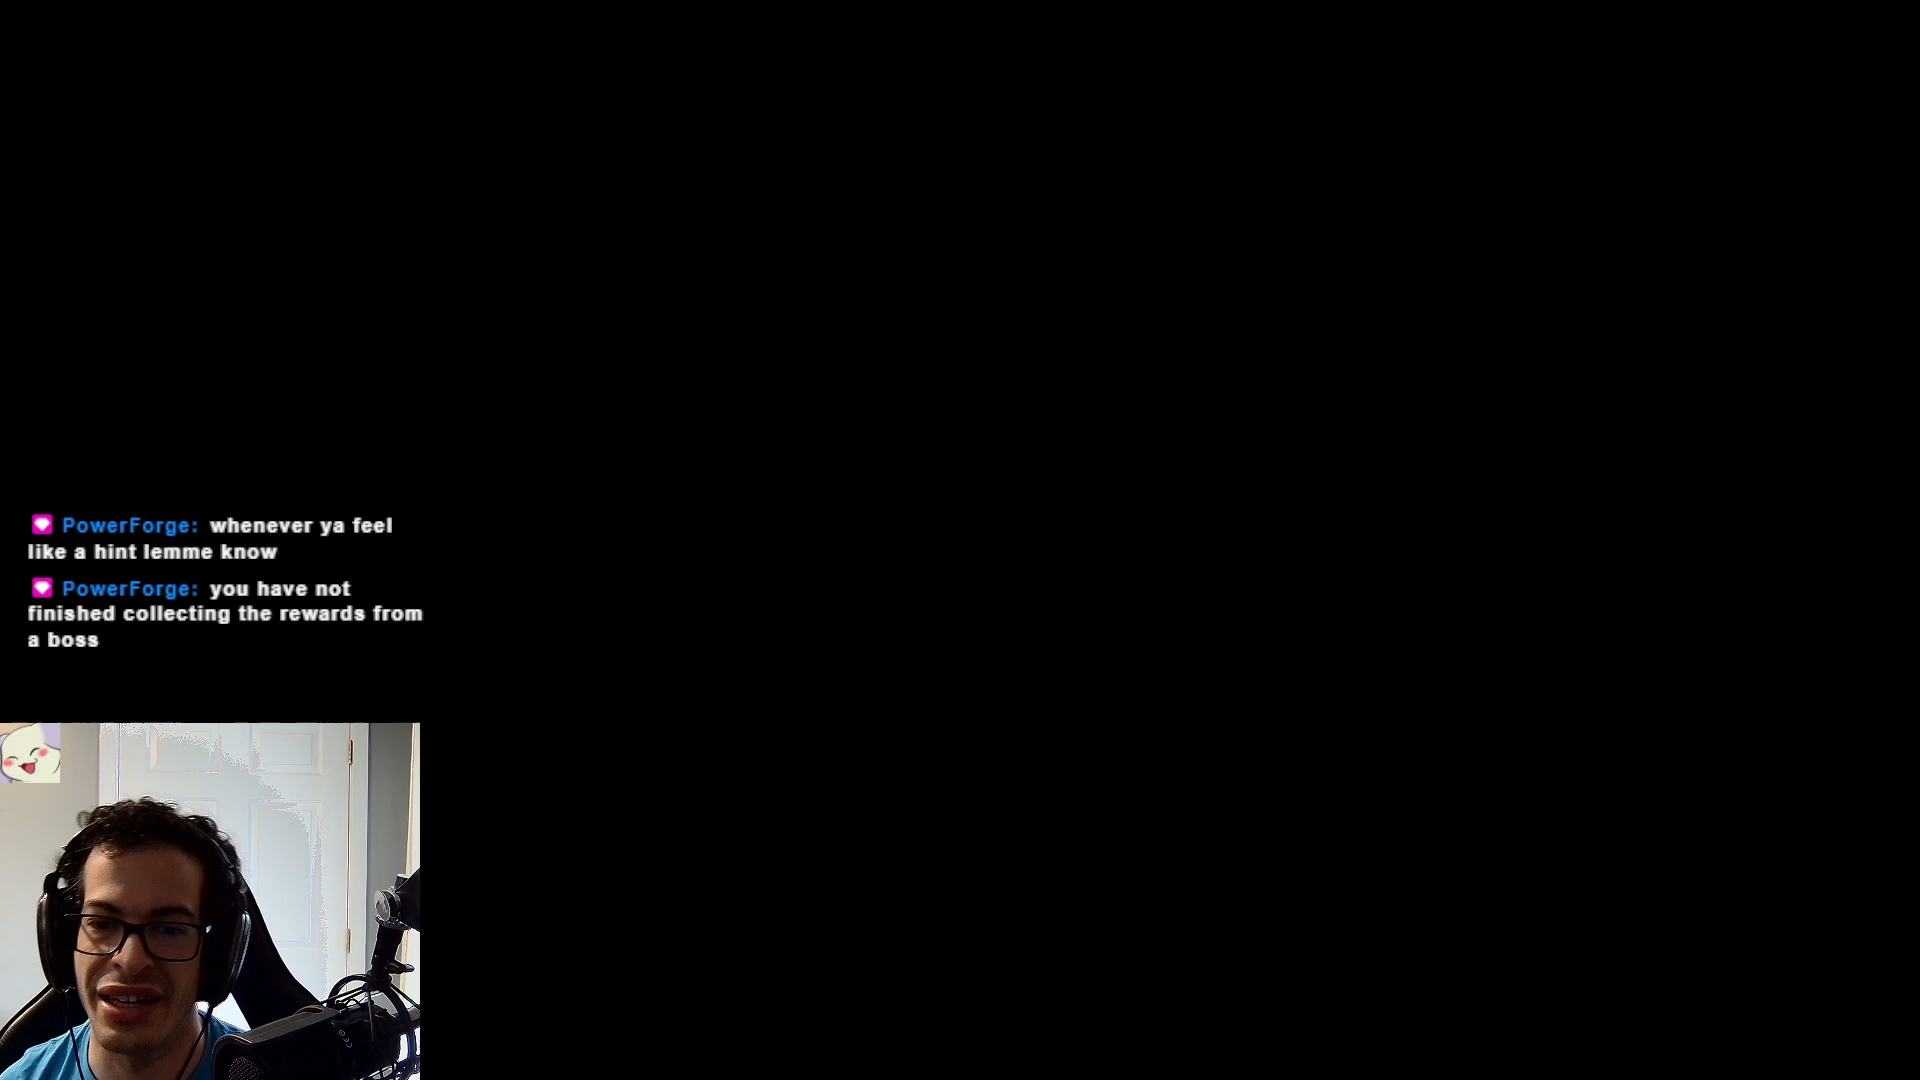 PowerForge: whenever ya feel
like a hint lemme know
PowerForge: you have not
finished collecting the rewards from
a boss